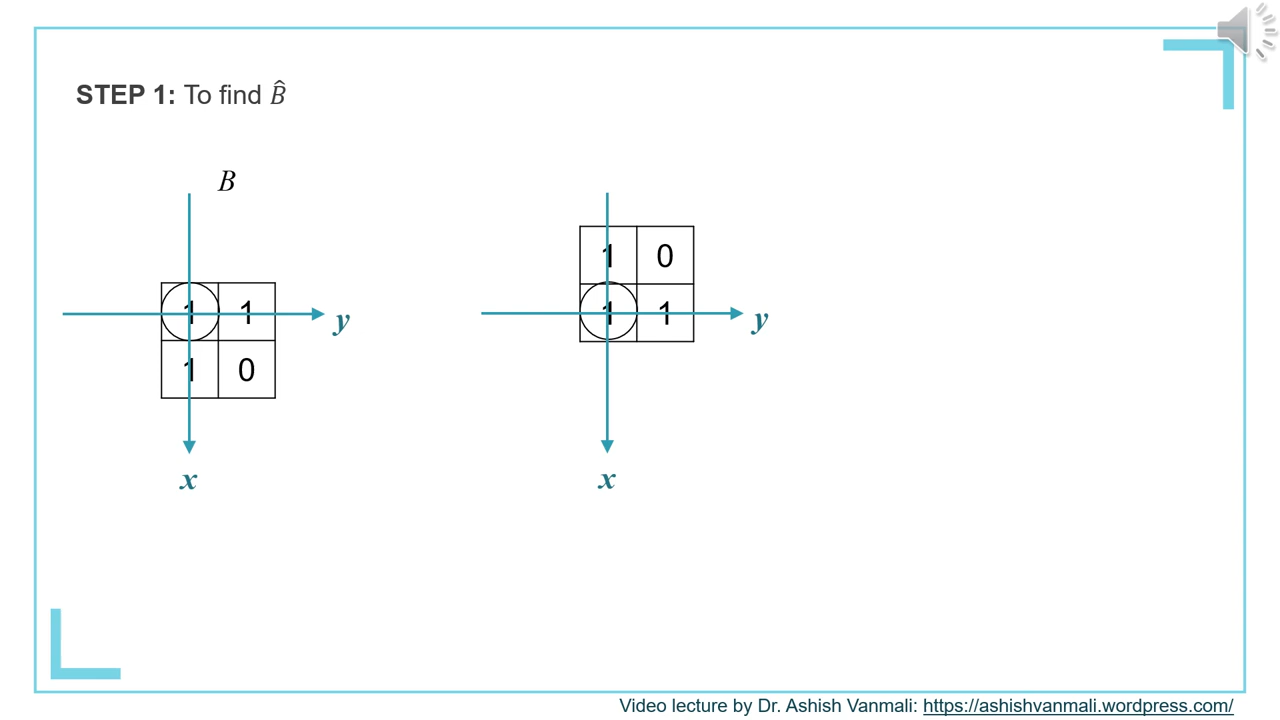 STEP 1: To find B̂
B
1 1
1 0
y
x
1 0
1 1
y
x
Video lecture by Dr. Ashish Vanmali: https://ashishvanmali.wordpress.com/